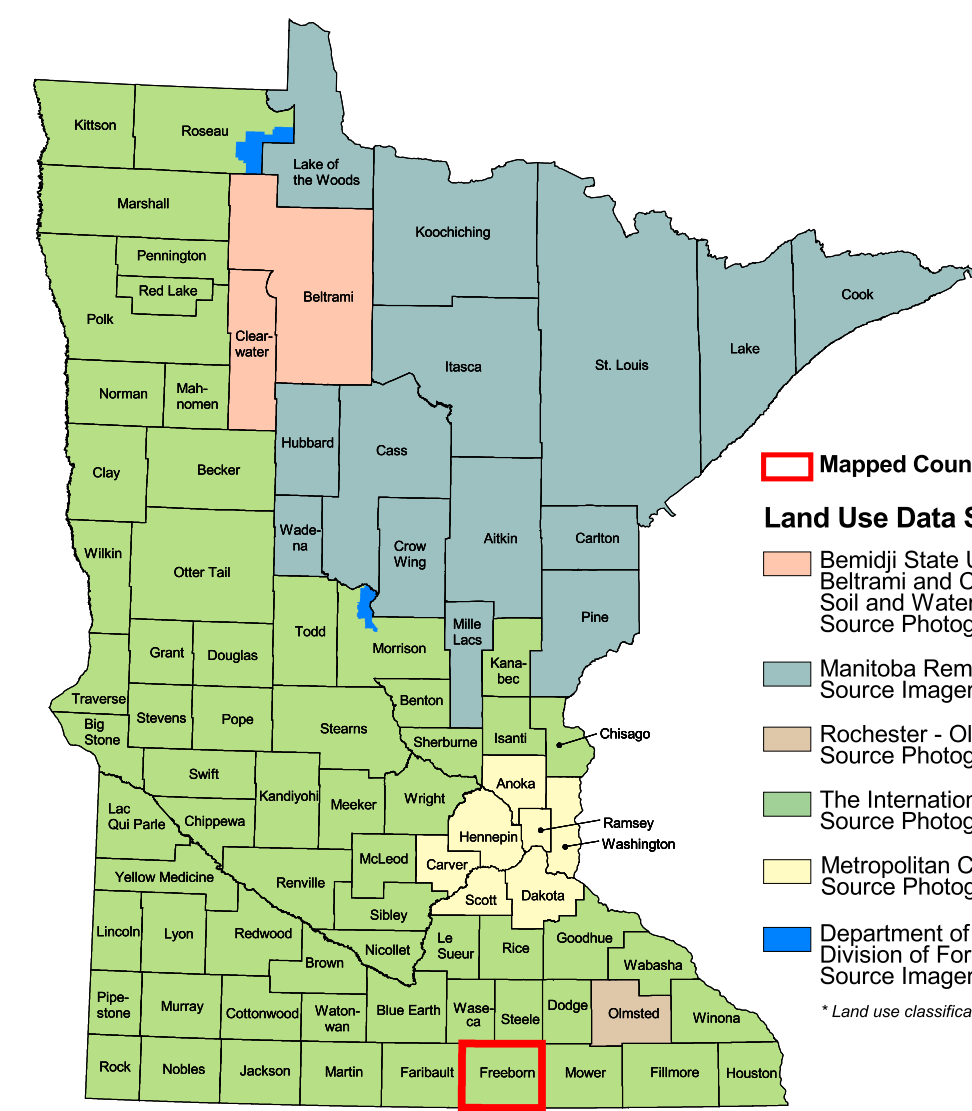 Kittson
Roseau
Lake of
the Woods
Marshall
Koochiching
Pennington
Red Lake
Beltrami
Cook
Polk
Clear-
water
Lake
Itasca
St. Louis
Norman
Mah-
nomen
Hubbard
Cass
Clay
Becker
Mapped Coun
Land Use Data S
Wade-
na
Crow
Wing
Aitkin
Carlton
Wilkin
Otter Tail
Bemidji State U
Beltrami and C
Soil and Water
Source Photog
Pine
Mille
Lacs
Todd
Morrison
Grant
Douglas
Kana-
bec
Manitoba Rem
Source Imager
Traverse
Benton
Big
Stone
Stevens
Pope
Stearns
Sherburne
Isanti
Chisago
Rochester - Ol
Source Photog
Swift
Anoka
Kandiyohi
Meeker
Wright
The Internation
Source Photog
Lac
Qui Parle
Chippewa
Hennepin
Ramsey
Washington
McLeod
Carver
Metropolitan C
Source Photog
Yellow Medicine
Renville
Scott
Dakota
Sibley
Lincoln
Lyon
Redwood
Nicollet
Le
Sueur
Rice
Goodhue
Department of
Division of For
Source Imager
Brown
Wabasha
Pipe-
stone
Murray
Cottonwood
Waton-
wan
Blue Earth
Wase-
ca
Steele
Dodge
Olmsted
Winona
* Land use classifica
Rock
Nobles
Jackson
Martin
Faribault
Freeborn
Mower
Fillmore
Houston